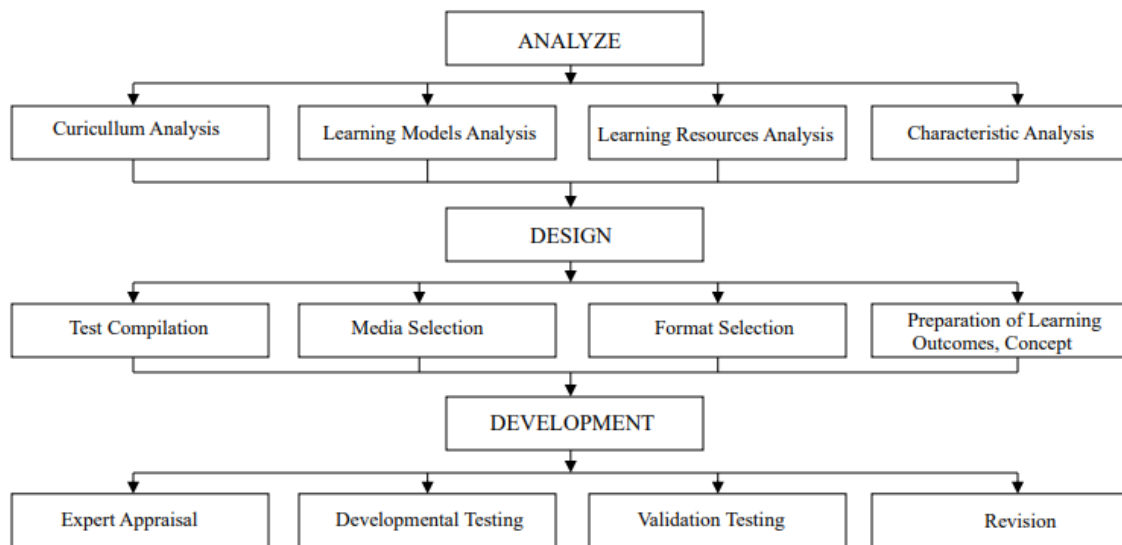 ANALYZE
Curicullum Analysis
Learning Models Analysis
Learning Resources Analysis
Characteristic Analysis
DESIGN
Test Compilation
Media Selection
Format Selection
Preparation of Learning
Outcomes, Concept
DEVELOPMENT
Expert Appraisal
Developmental Testing
Validation Testing
Revision